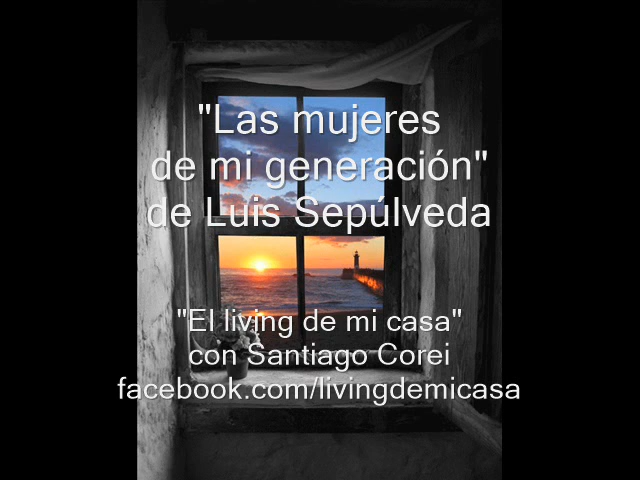 "Las mujeres
de mi generación"
de Luis Sepúlveda
"El living de mi casa"
con Santiago Corei
facebook.com/livingdemicasa